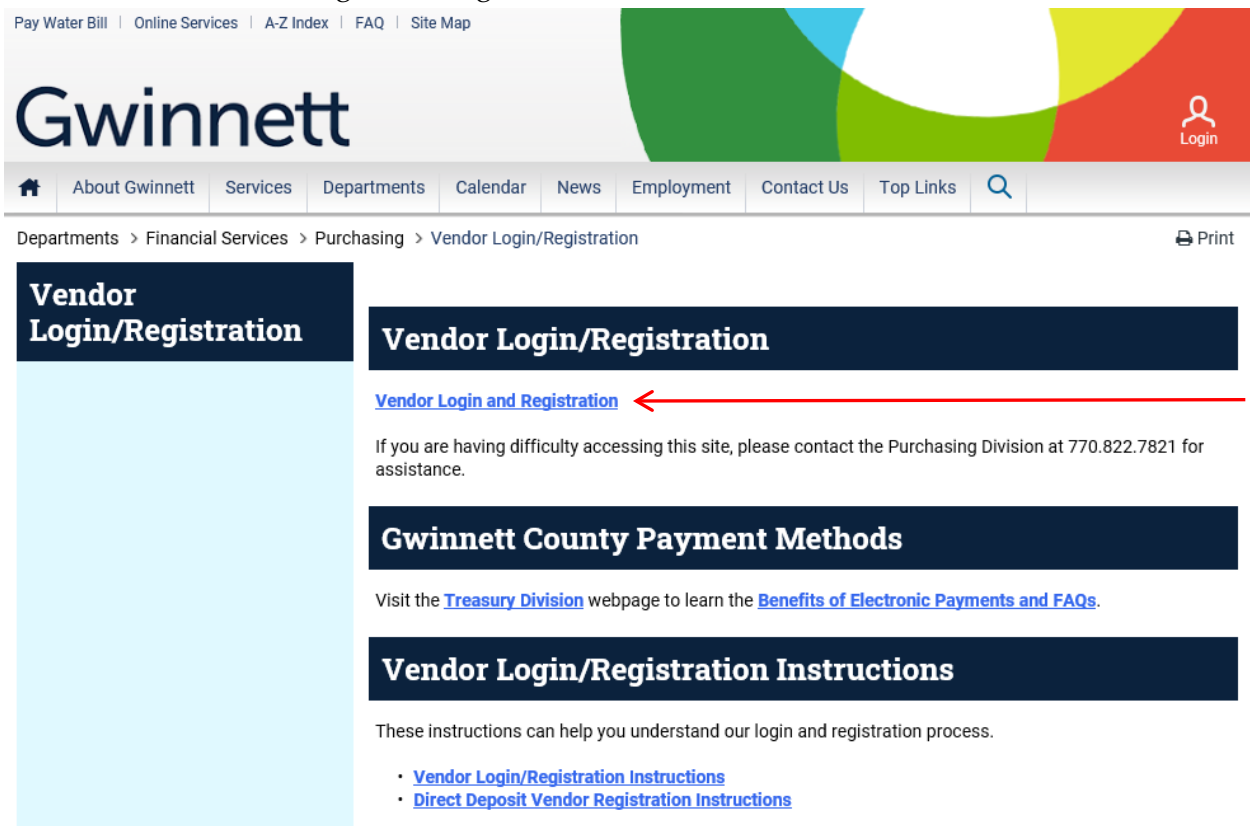 Pay Water Bill | Online Services | A-Z Index | FAQ | Site Map
Gwinnett
Login
About Gwinnett Services Departments Calendar News Employment Contact Us Top Links
Departments > Financial Services > Purchasing > Vendor Login/Registration
Print
Vendor
Login/Registration
Vendor Login/Registration
Vendor Login and Registration
If you are having difficulty accessing this site, please contact the Purchasing Division at 770.822.7821 for
assistance.
Gwinnett County Payment Methods
Visit the Treasury Division webpage to learn the Benefits of Electronic Payments and FAQs.
Vendor Login/Registration Instructions
These instructions can help you understand our login and registration process.
• Vendor Login/Registration Instructions
• Direct Deposit Vendor Registration Instructions